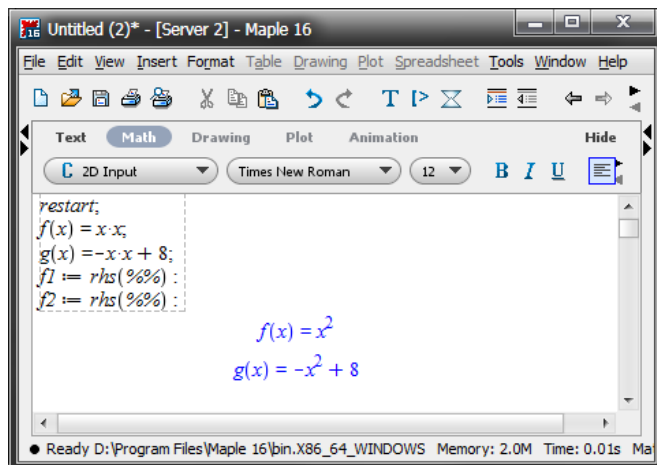 Untitled (2)* - [Server 2] - Maple 16
File Edit View Insert Format Table Drawing Plot Spreadsheet Tools Window Help
Text Math Drawing Plot Animation Hide
C 2D Input Times New Roman 12 B I U
restart;
f(x) = x·x;
g(x) =-x·x + 8;
f1 := rhs(%%) :
f2 := rhs(%%) :
f(x) = x²
g(x) = -x² + 8
Ready D:\Program Files\Maple 16\bin.X86_64_WINDOWS Memory: 2.0M Time: 0.01s Ma